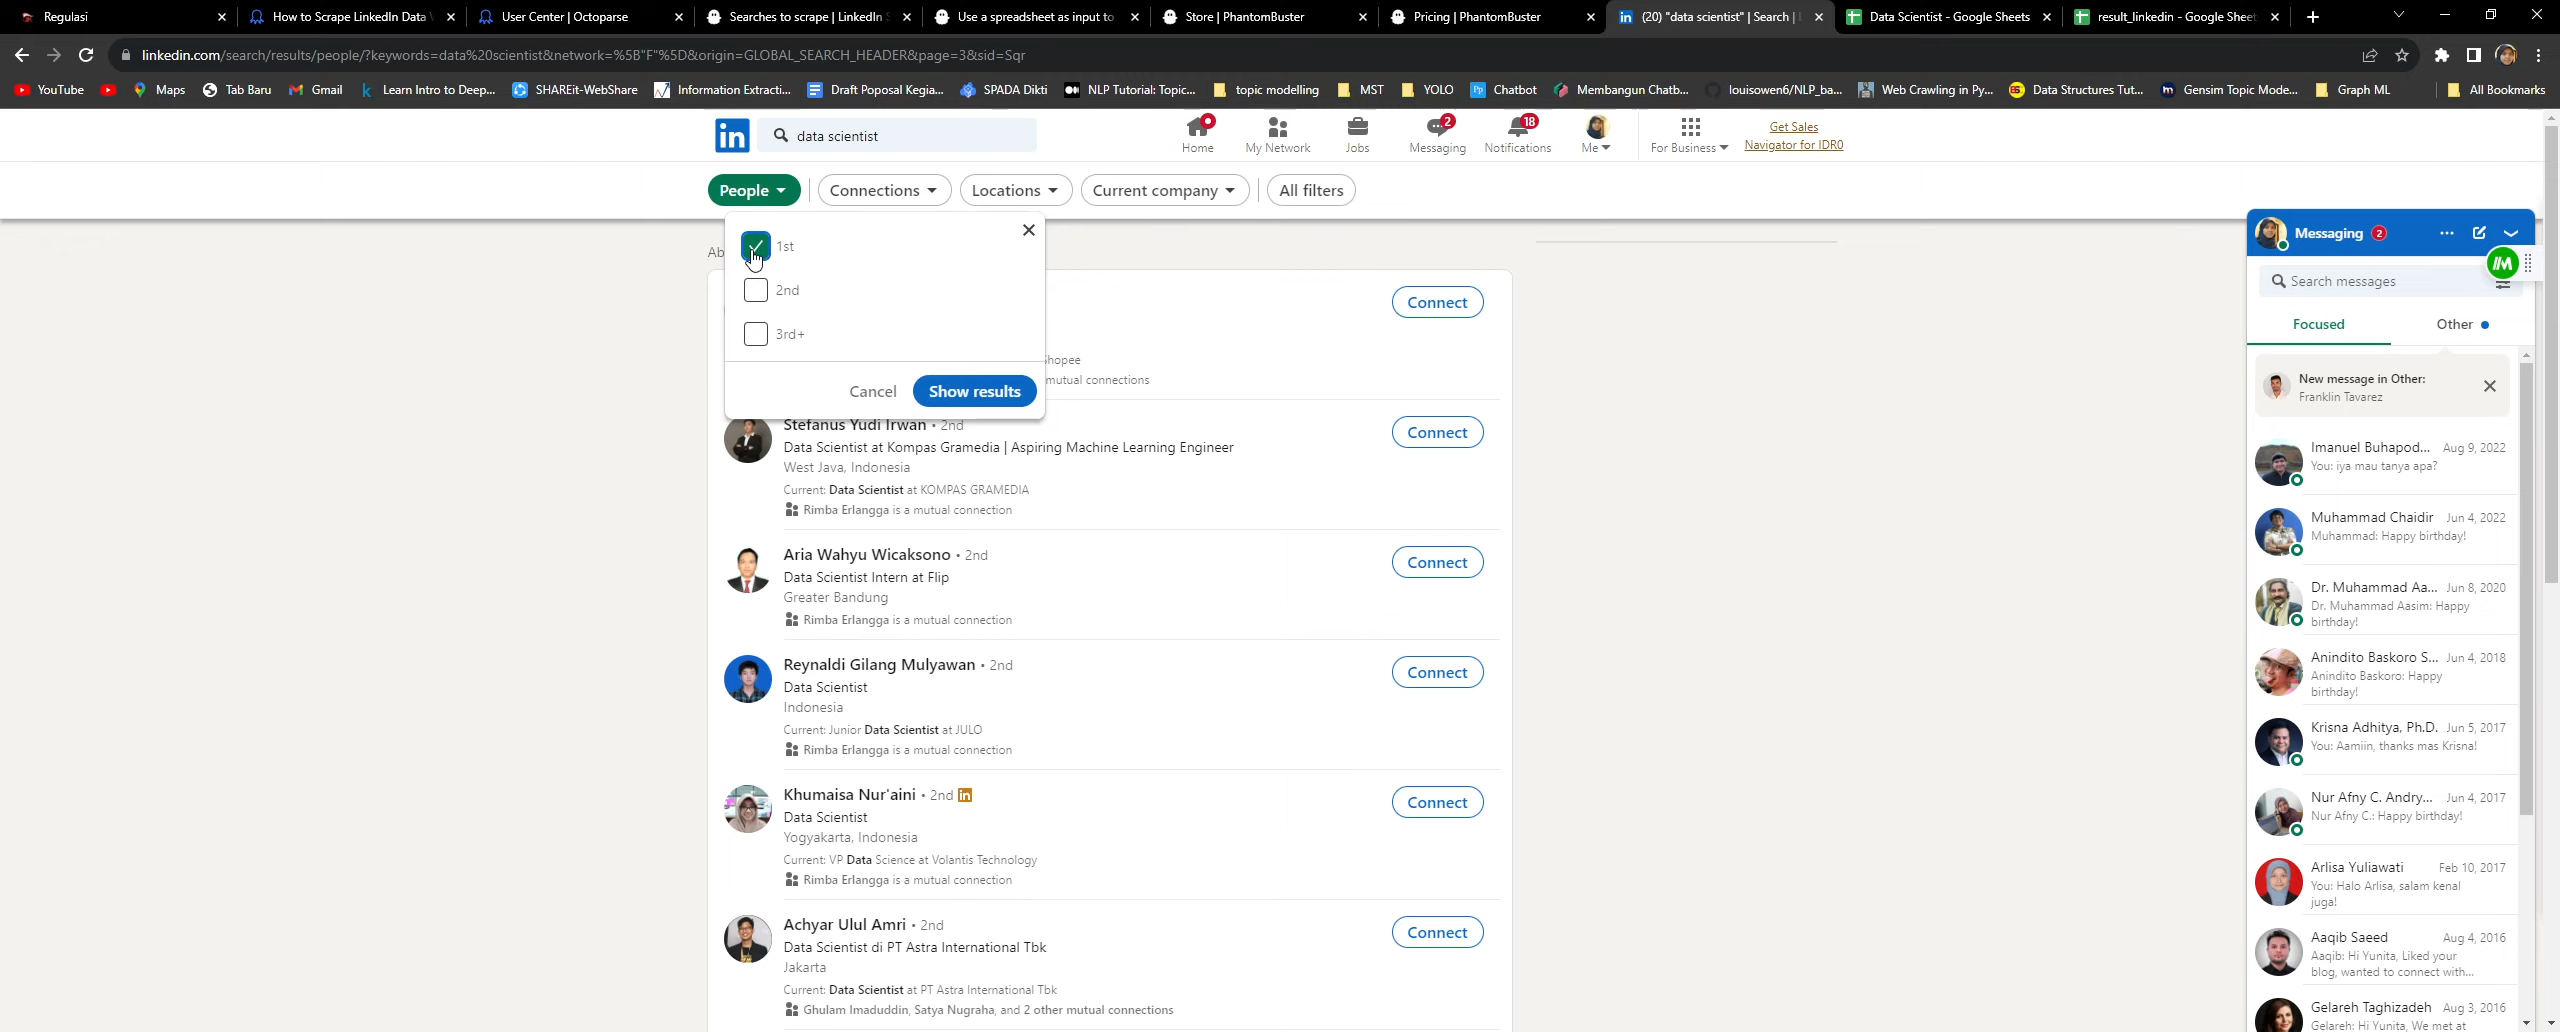 Regulasi
How to Scrape LinkedIn Data
User Center | Octoparse
Searches to scrape | LinkedIn S
Use a spreadsheet as input to
Store | PhantomBuster
Pricing | PhantomBuster
(20) "data scientist" | Search |
Data Scientist - Google Sheets
result_linkedin - Google Sheet
linkedin.com/search/results/people/?keywords=data%20scientist&network=%5B"F"%5D&origin=GLOBAL_SEARCH_HEADER&page=3&sid=Sqr
YouTube
Maps
Tab Baru
Gmail
Learn Intro to Deep...
SHAREit-WebShare
Information Extracti...
Draft Poposal Kegia...
SPADA Dikti
NLP Tutorial: Topic...
topic modelling
MST
YOLO
Chatbot
Membangun Chatb...
louisowen6/NLP_ba...
Web Crawling in Py...
Data Structures Tut...
Gensim Topic Mode...
Graph ML
All Bookmarks
in
data scientist
Home
My Network
Jobs
2
Messaging
18
Notifications
Me
For Business
Get Sales
Navigator for IDR0
People
Connections
Locations
Current company
All filters
Ab
1st
2nd
3rd+
Cancel
Show results
Shopee
mutual connections
Connect
Stefanus Yudi Irwan • 2nd
Data Scientist at Kompas Gramedia | Aspiring Machine Learning Engineer
West Java, Indonesia
Current: Data Scientist at KOMPAS GRAMEDIA
Rimba Erlangga is a mutual connection
Connect
Aria Wahyu Wicaksono • 2nd
Data Scientist Intern at Flip
Greater Bandung
Rimba Erlangga is a mutual connection
Connect
Reynaldi Gilang Mulyawan • 2nd
Data Scientist
Indonesia
Current: Junior Data Scientist at JULO
Rimba Erlangga is a mutual connection
Connect
Khumaisa Nur'aini • 2nd in
Data Scientist
Yogyakarta, Indonesia
Current: VP Data Science at Volantis Technology
Rimba Erlangga is a mutual connection
Connect
Achyar Ulul Amri • 2nd
Data Scientist di PT Astra International Tbk
Jakarta
Current: Data Scientist at PT Astra International Tbk
Ghulam Imaduddin, Satya Nugraha, and 2 other mutual connections
Connect
Messaging 2
Search messages
Focused
Other
New message in Other:
Franklin Tavarez
Imanuel Buhapod... Aug 9, 2022
You: iya mau tanya apa?
Muhammad Chaidir Jun 4, 2022
Muhammad: Happy birthday!
Dr. Muhammad Aa... Jun 8, 2020
Dr. Muhammad Aasim: Happy
birthday!
Anindito Baskoro S... Jun 4, 2018
Anindito Baskoro: Happy
birthday!
Krisna Adhitya, Ph.D. Jun 5, 2017
You: Aamiin, thanks mas Krisna!
Nur Afny C. Andry... Jun 4, 2017
Nur Afny C.: Happy birthday!
Arlisa Yuliawati Feb 10, 2017
You: Halo Arlisa, salam kenal
juga!
Aaqib Saeed Aug 4, 2016
Aaqib: Hi Yunita, Liked your
blog, wanted to connect with...
Gelareh Taghizadeh Aug 3, 2016
Gelareh: Hi Yunita, We met at